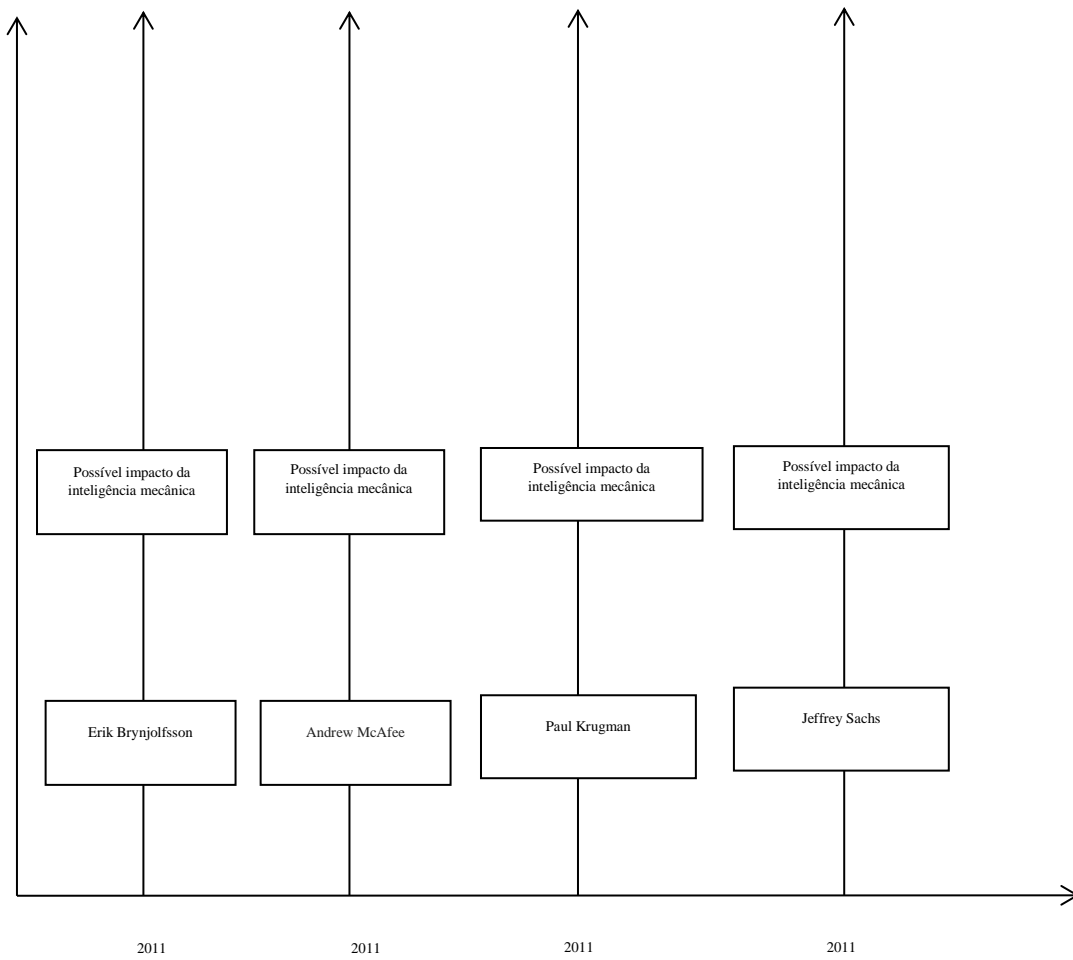 Possível impacto da
inteligência mecânica
Possível impacto da
inteligência mecânica
Possível impacto da
inteligência mecânica
Possível impacto da
inteligência mecânica
Erik Brynjolfsson
Andrew McAfee
Paul Krugman
Jeffrey Sachs
2011
2011
2011
2011